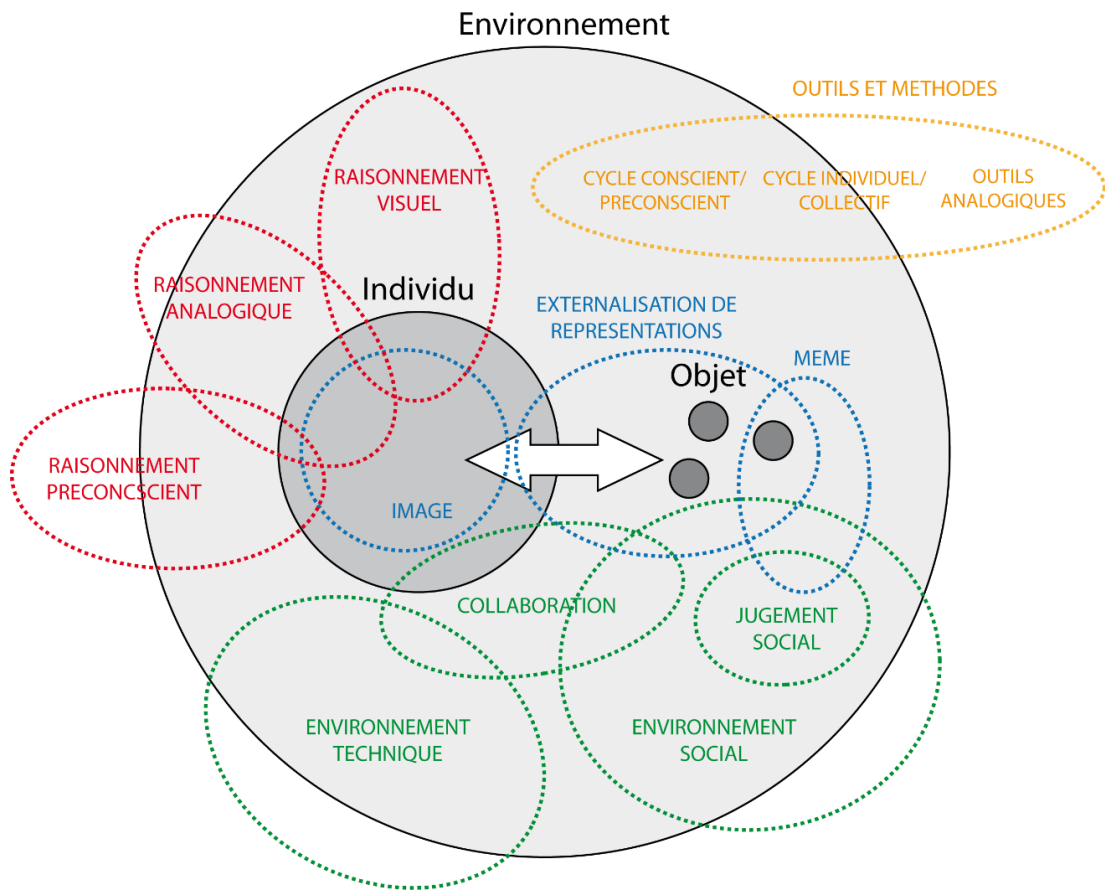 Environnement
OUTILS ET METHODES
CYCLE CONSCIENT/
PRECONSCIENT
CYCLE INDIVIDUEL/
COLLECTIF
OUTILS
ANALOGIQUES
RAISONNEMENT
VISUEL
RAISONNEMENT
ANALOGIQUE
Individu
EXTERNALISATION DE
REPRESENTATIONS
MEME
Objet
RAISONNEMENT
PRECONCSCIENT
IMAGE
COLLABORATION
JUGEMENT
SOCIAL
ENVIRONNEMENT
TECHNIQUE
ENVIRONNEMENT
SOCIAL